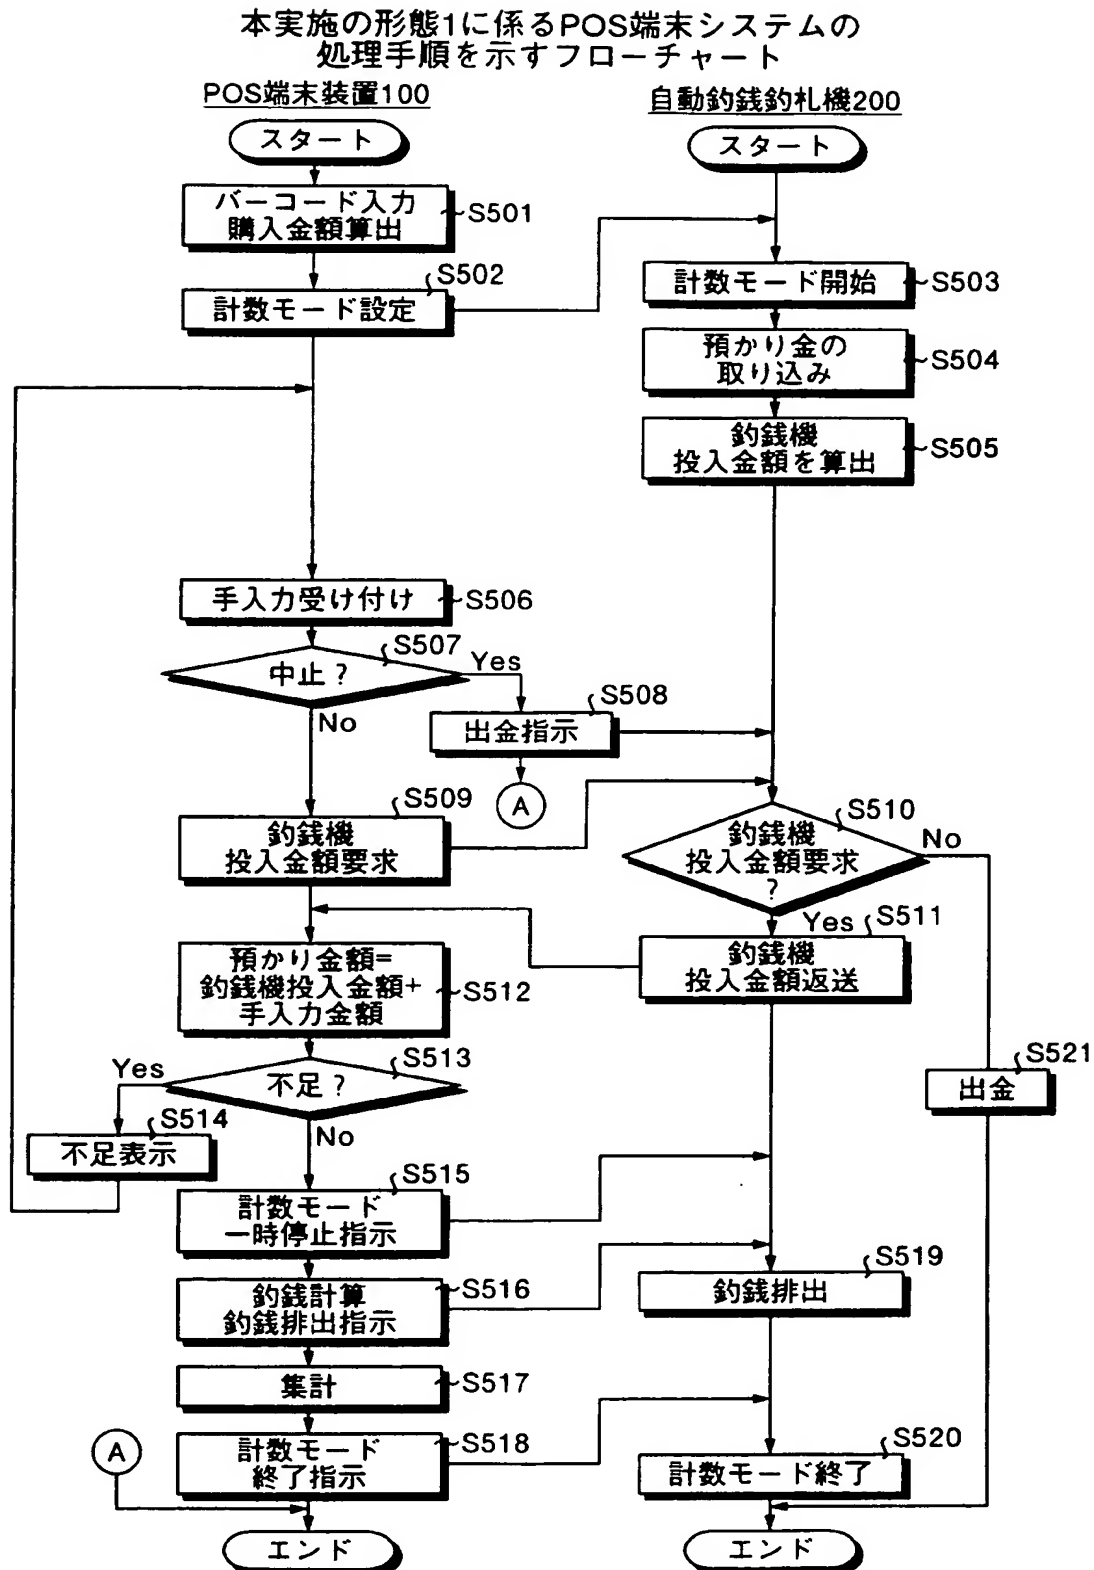 本実施の形態1に係るPOS端末システムの
処理手順を示すフローチャート
POS端末装置100
自動釣銭釣札機200
スタート
スタート
バーコード入力
購入金額算出
S501
S502
計数モード設定
計数モード開始
S503
預かり金の
取り込み
S504
釣銭機
投入金額を算出
S505
手入力受け付け
S506
S507
中止?
Yes
No
S508
出金指示
A
S509
釣銭機
投入金額要求
S510
釣銭機
投入金額要求
?
No
Yes
S511
釣銭機
投入金額返送
預かり金額=
釣銭機投入金額+
手入力金額
S512
S513
不足?
Yes
No
S514
不足表示
S521
出金
S515
計数モード
一時停止指示
S516
釣銭計算
釣銭排出指示
S519
釣銭排出
集計
S517
A
計数モード
終了指示
S518
S520
計数モード終了
エンド
エンド